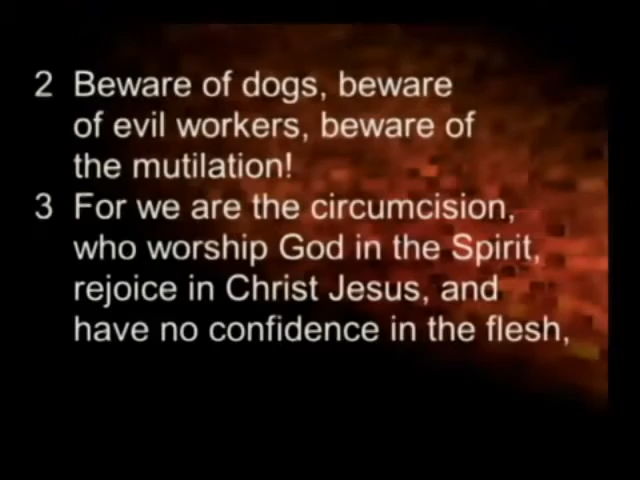 2 Beware of dogs, beware
of evil workers, beware of
the mutilation!
3 For we are the circumcision,
who worship God in the Spirit,
rejoice in Christ Jesus, and
have no confidence in the flesh,